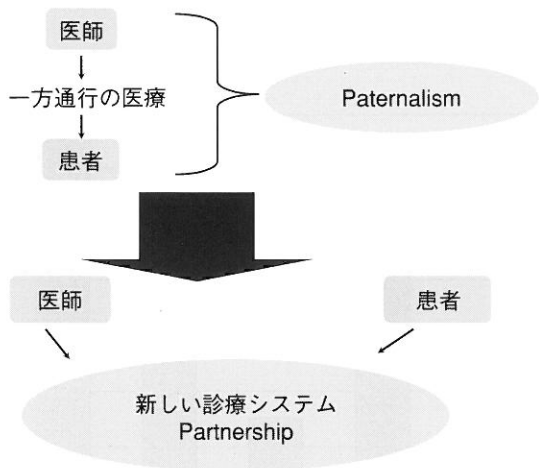 医師
一方通行の医療
患者
Paternalism
医師
患者
新しい診療システム
Partnership